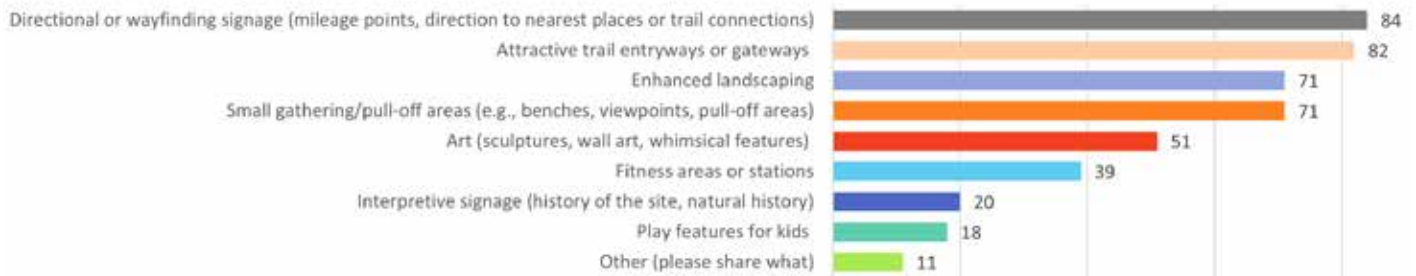 Directional or wayfinding signage (mileage points, direction to nearest places or trail connections) 84
Attractive trail entryways or gateways 82
Enhanced landscaping 71
Small gathering/pull-off areas (e.g., benches, viewpoints, pull-off areas) 71
Art (sculptures, wall art, whimsical features) 51
Fitness areas or stations 39
Interpretive signage (history of the site, natural history) 20
Play features for kids 18
Other (please share what) 11